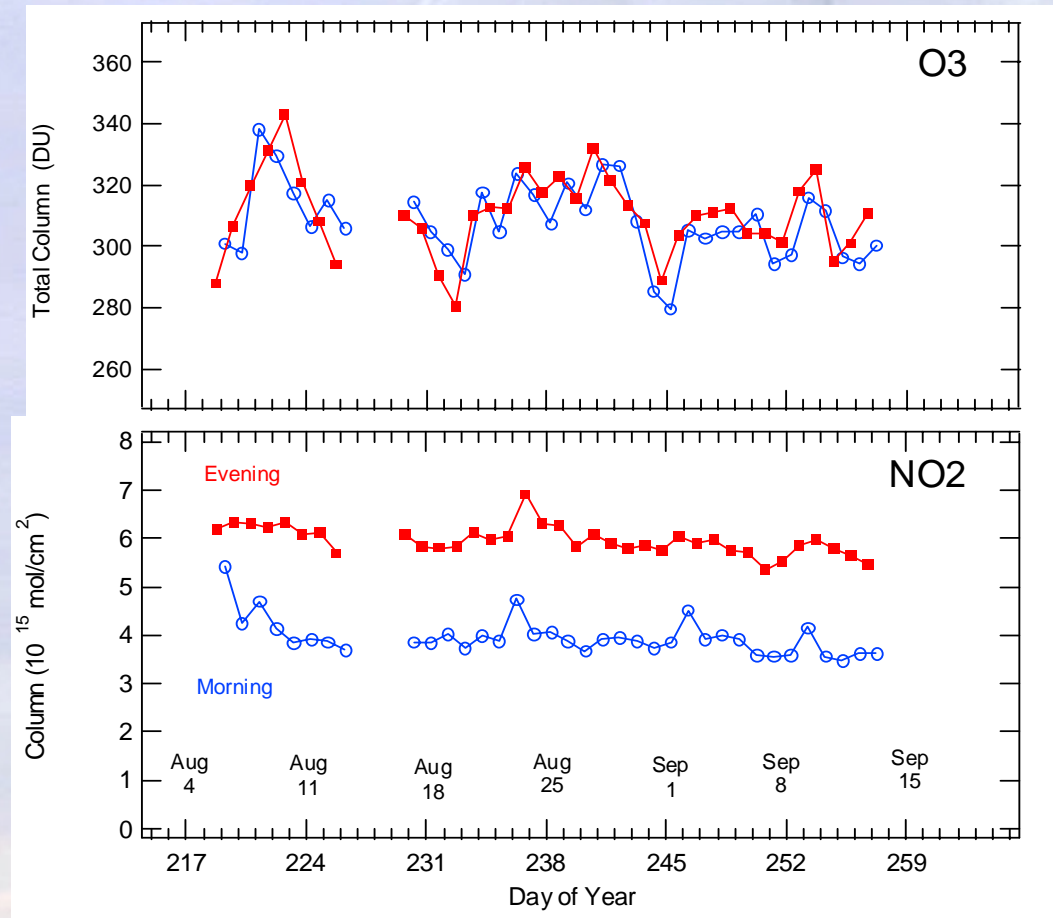 O3
360
340
320
300
280
260
Total Column (DU)
NO2
8
7
6
5
4
3
2
1
0
Column (10 15 mol/cm2)
Evening
Morning
Aug 4
Aug 11
Aug 18
Aug 25
Sep 1
Sep 8
Sep 15
217 224 231 238 245 252 259
Day of Year